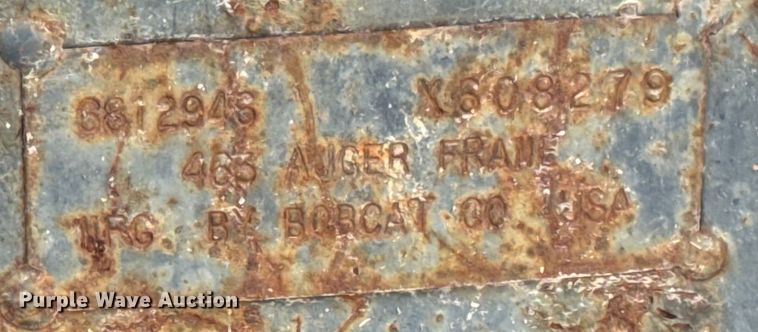 6812946 X608279
463 AUGER FRAME
MFG. BY BOBCAT CO USA
Purple Wave Auction